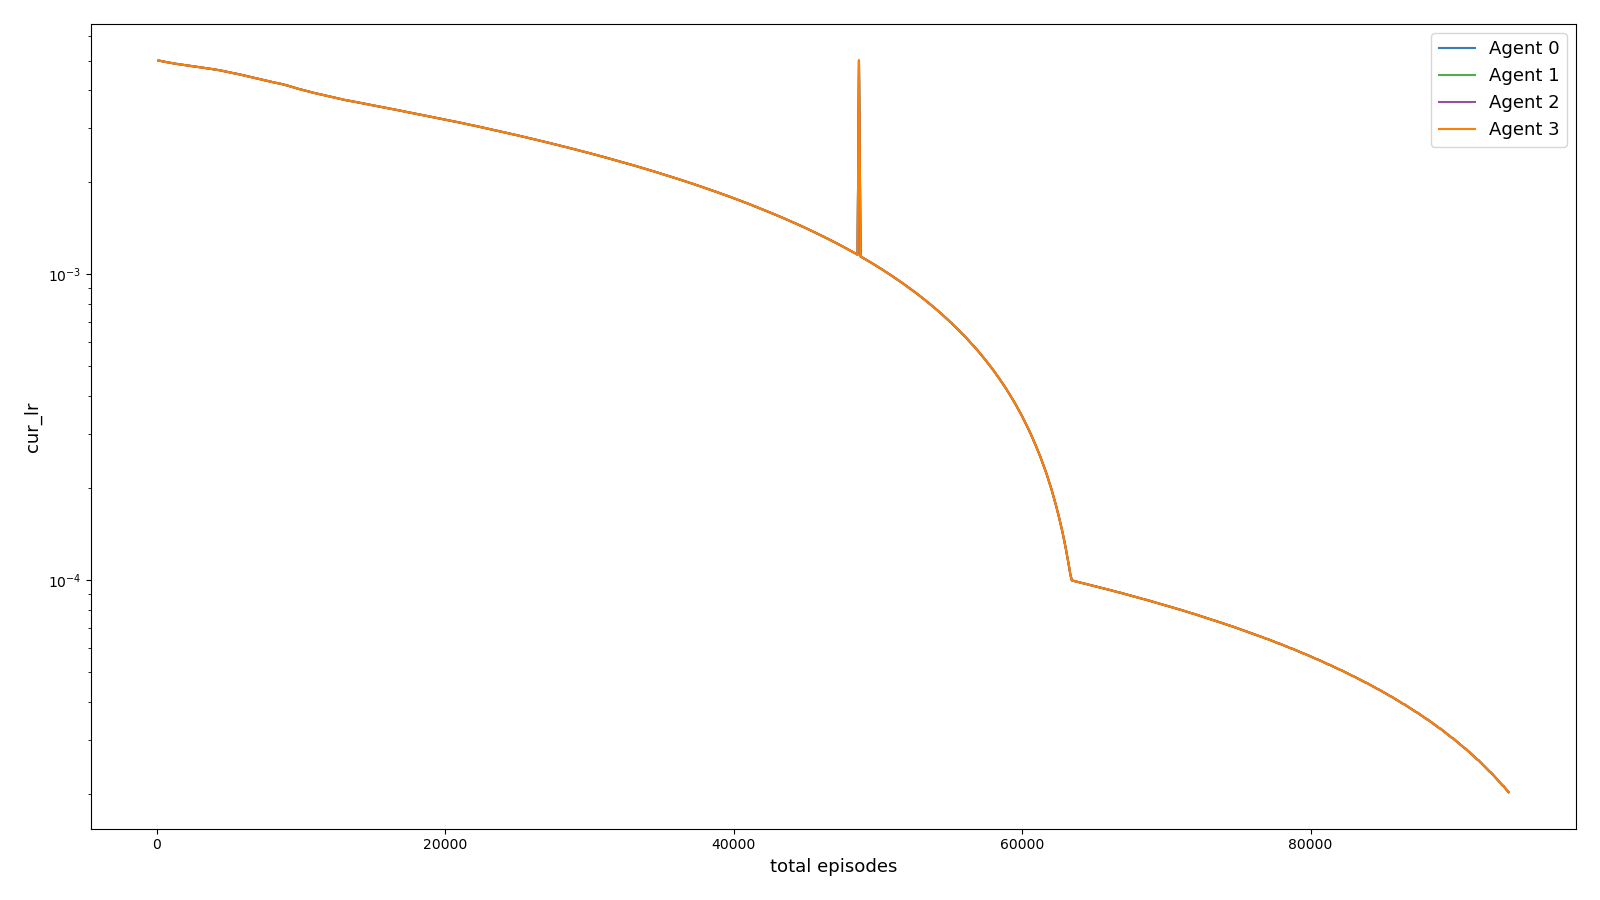 Agent 0
Agent 1
Agent 2
Agent 3
10⁻³
10⁻⁴
cur_lr
0 20000 40000 60000 80000
total episodes